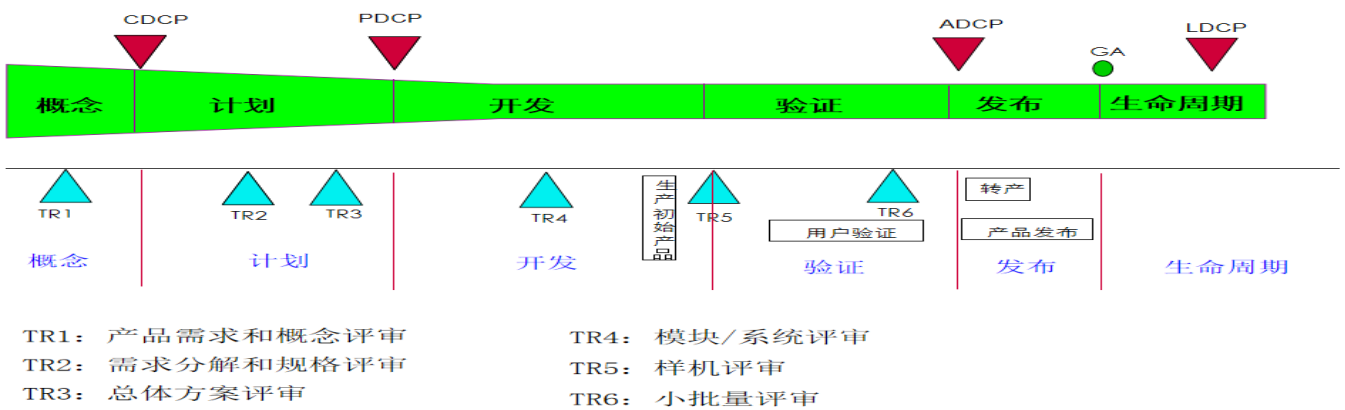 CDCP
PDCP
ADCP
GA
LDCP
概念
计划
开发
验证
发布
生命周期
TR1
TR2
TR3
TR4
生产初始产品
TR5
TR6
用户验证
转产
产品发布
概念
计划
开发
验证
发布
生命周期
TR1: 产品需求和概念评审
TR2: 需求分解和规格评审
TR3: 总体方案评审
TR4: 模块/系统评审
TR5: 样机评审
TR6: 小批量评审